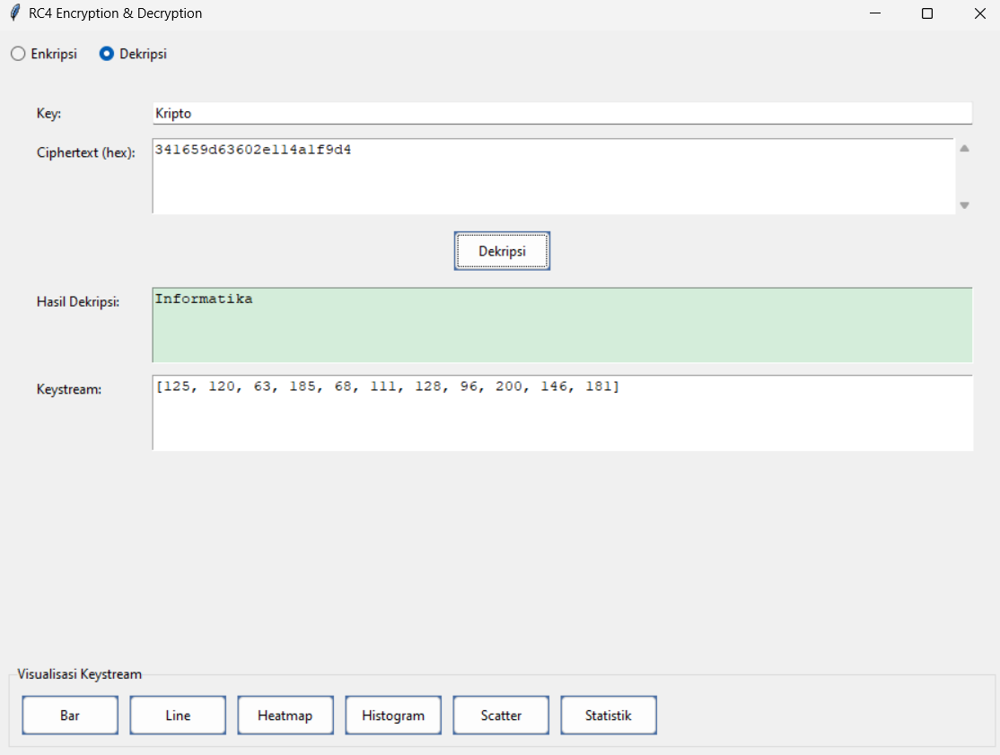 RC4 Encryption & Decryption
Enkripsi Dekripsi
Key: Kripto
Ciphertext (hex): 341659d63602e114a1f9d4
Dekripsi
Hasil Dekripsi: Informatika
Keystream: [125, 120, 63, 185, 68, 111, 128, 96, 200, 146, 181]
Visualisasi Keystream
Bar Line Heatmap Histogram Scatter Statistik